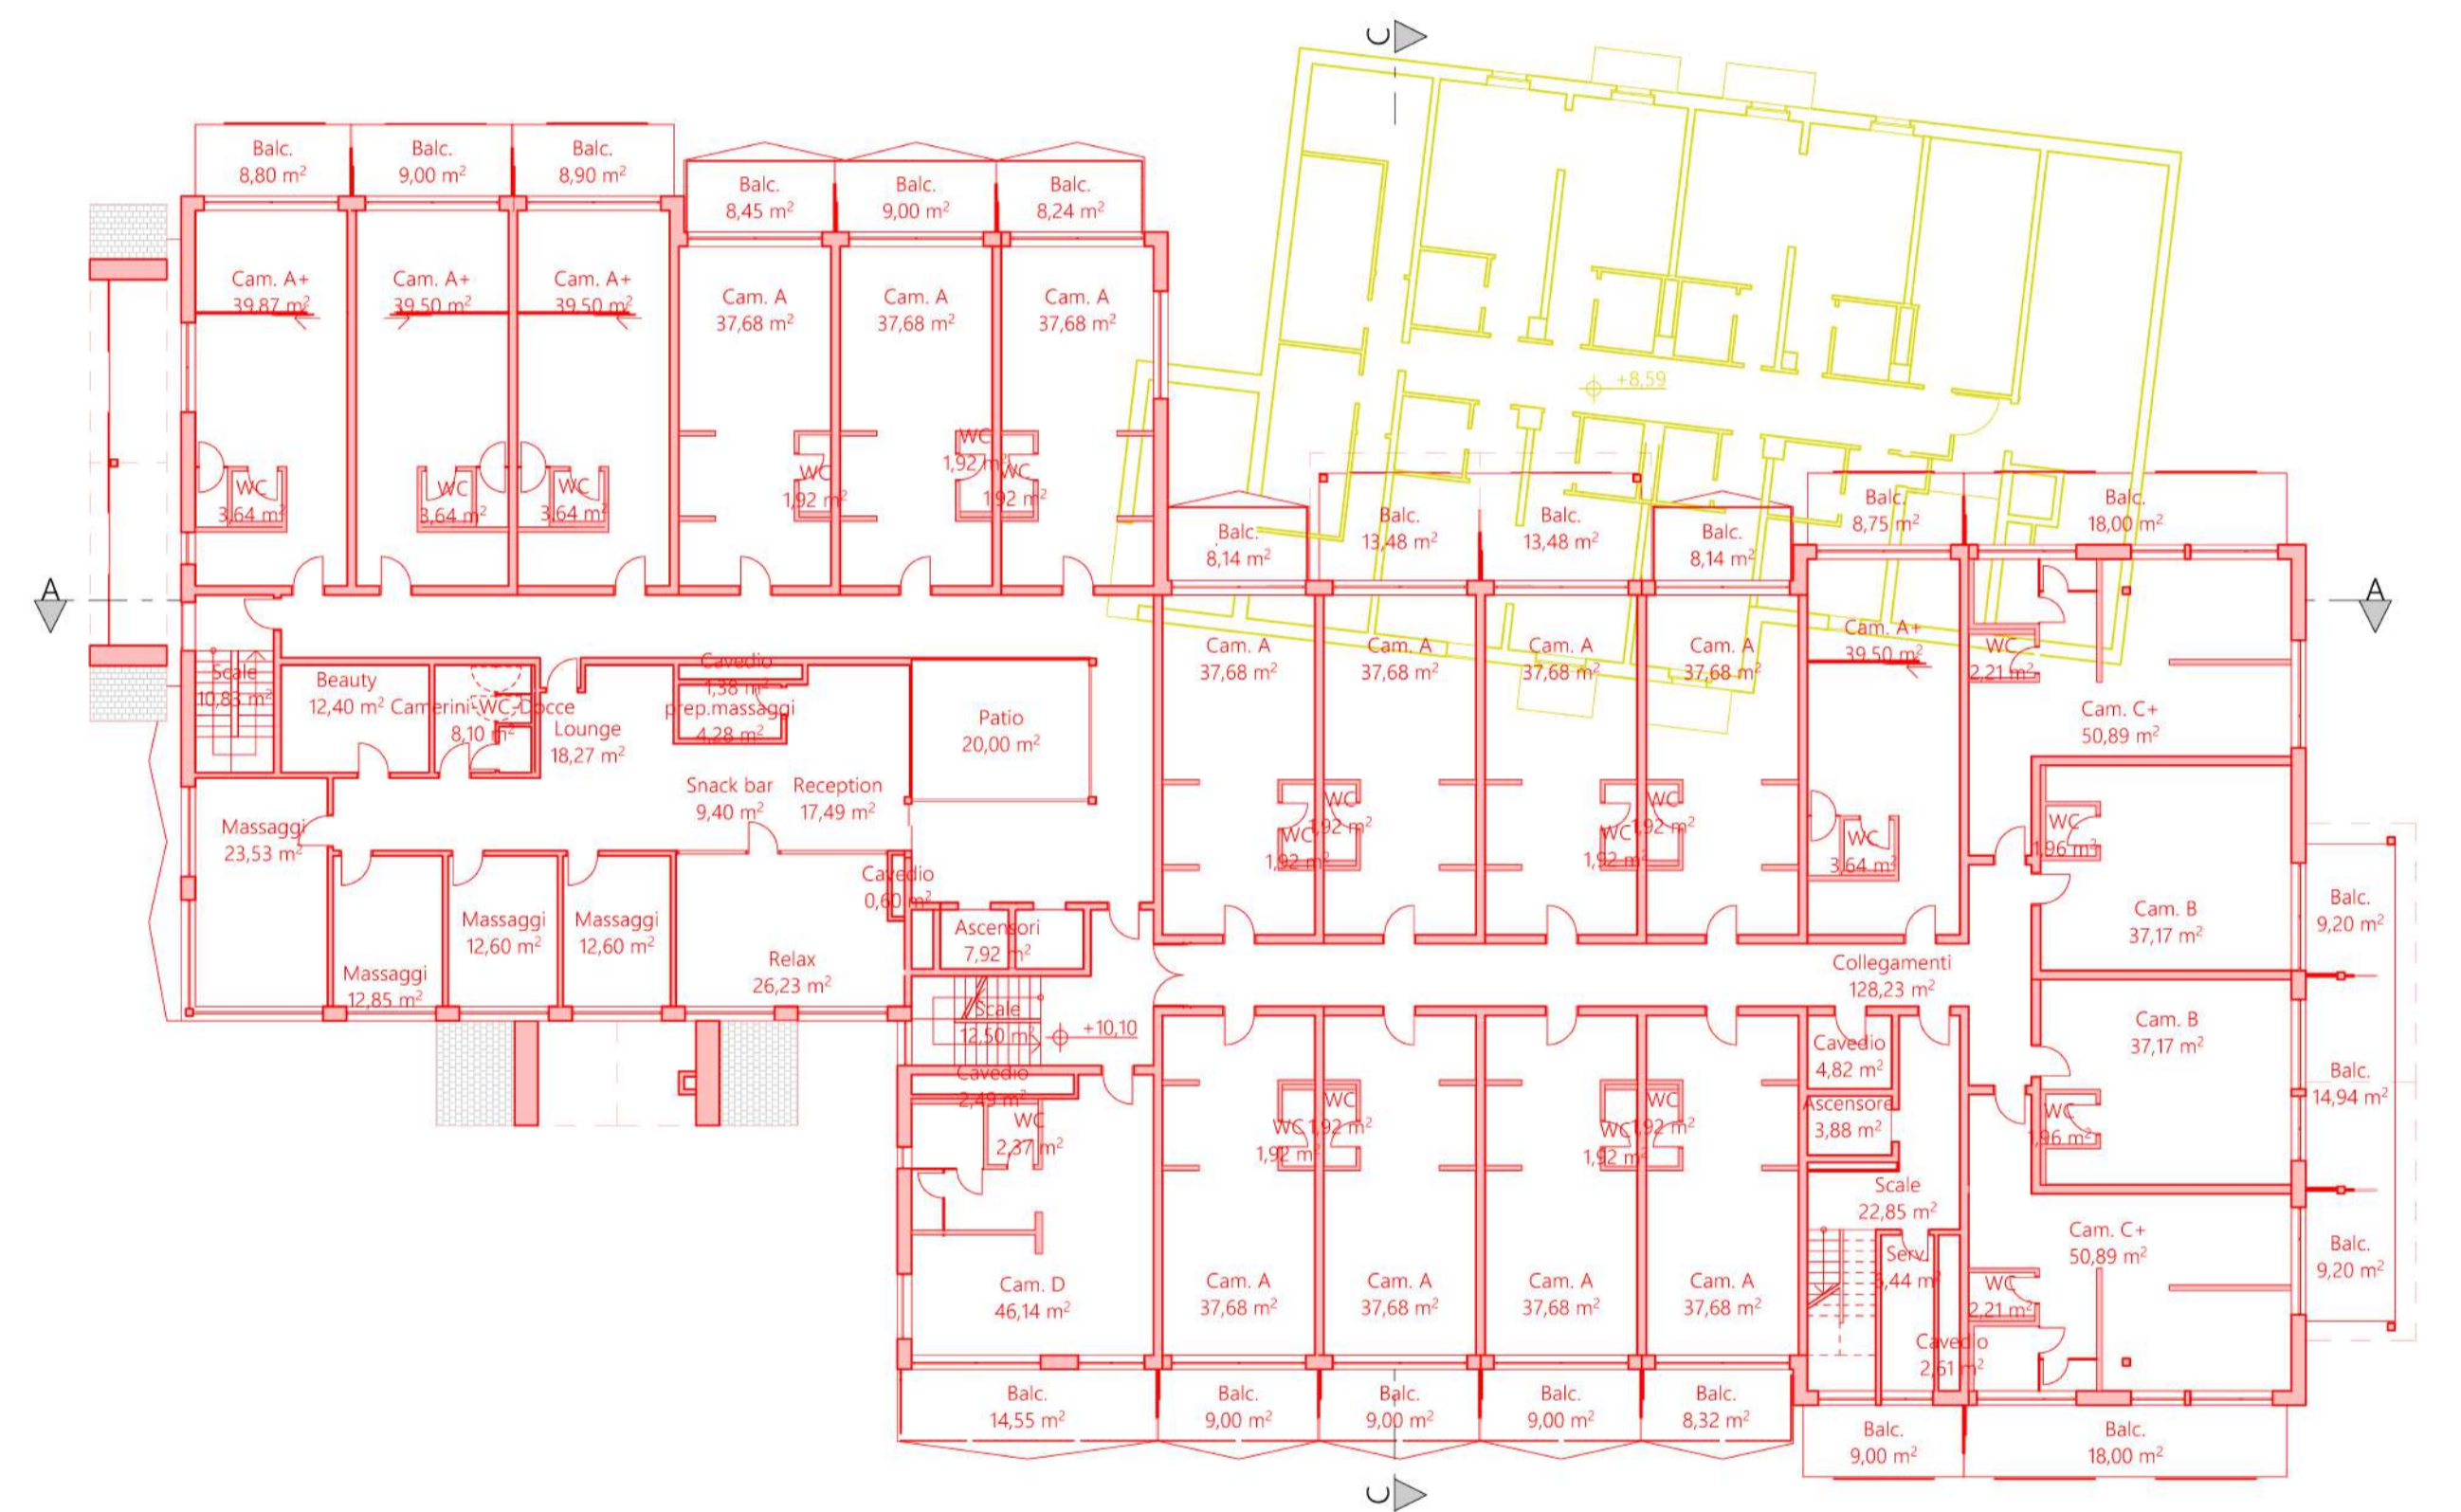 C
Balc.
8,80 m²
Balc.
9,00 m²
Balc.
8,90 m²
Balc.
8,45 m²
Balc.
9,00 m²
Balc.
8,24 m²
Cam. A+
39,87 m²
Cam. A+
39,50 m²
Cam. A+
39,50 m²
Cam. A
37,68 m²
Cam. A
37,68 m²
Cam. A
37,68 m²
+8,59
WC
3,64 m²
WC
3,64 m²
WC
3,64 m²
WC
1,92 m²
WC
1,92 m²
WC
1,92 m²
Balc.
8,14 m²
Balc.
13,48 m²
Balc.
13,48 m²
Balc.
8,14 m²
Balc.
8,75 m²
Balc.
18,00 m²
A
A
Scale
10,83 m²
Beauty
12,40 m²
Camerini-WC-Docce
8,10 m²
Lounge
18,27 m²
Cavedio
1,38 m²
prep.massaggi
4,28 m²
Patio
20,00 m²
Snack bar
9,40 m²
Reception
17,49 m²
Cam. A
37,68 m²
Cam. A
37,68 m²
Cam. A
37,68 m²
Cam. A
37,68 m²
Cam. A+
39,50 m²
WC
2,21 m²
Cam. C+
50,89 m²
Massaggi
23,53 m²
WC
1,92 m²
WC
1,92 m²
WC
1,92 m²
WC
1,92 m²
WC
3,64 m²
WC
1,96 m²
Cavedio
0,60 m²
Massaggi
12,85 m²
Massaggi
12,60 m²
Massaggi
12,60 m²
Relax
26,23 m²
Ascensori
7,92 m²
Cam. B
37,17 m²
Balc.
9,20 m²
Collegamenti
128,23 m²
Scale
12,50 m²
+10,10
Cam. B
37,17 m²
Cavedio
4,82 m²
Balc.
14,94 m²
Cavedio
2,49 m²
WC
2,37 m²
WC
1,92 m²
WC
1,92 m²
WC
1,92 m²
WC
1,92 m²
Ascensore
3,88 m²
WC
1,96 m²
Scale
22,85 m²
Cam. C+
50,89 m²
Balc.
9,20 m²
Serv.
Cam. D
46,14 m²
Cam. A
37,68 m²
Cam. A
37,68 m²
Cam. A
37,68 m²
Cam. A
37,68 m²
WC
2,21 m²
Cavedio
2,61 m²
Balc.
14,55 m²
Balc.
9,00 m²
Balc.
9,00 m²
Balc.
9,00 m²
Balc.
8,32 m²
Balc.
9,00 m²
Balc.
18,00 m²
C